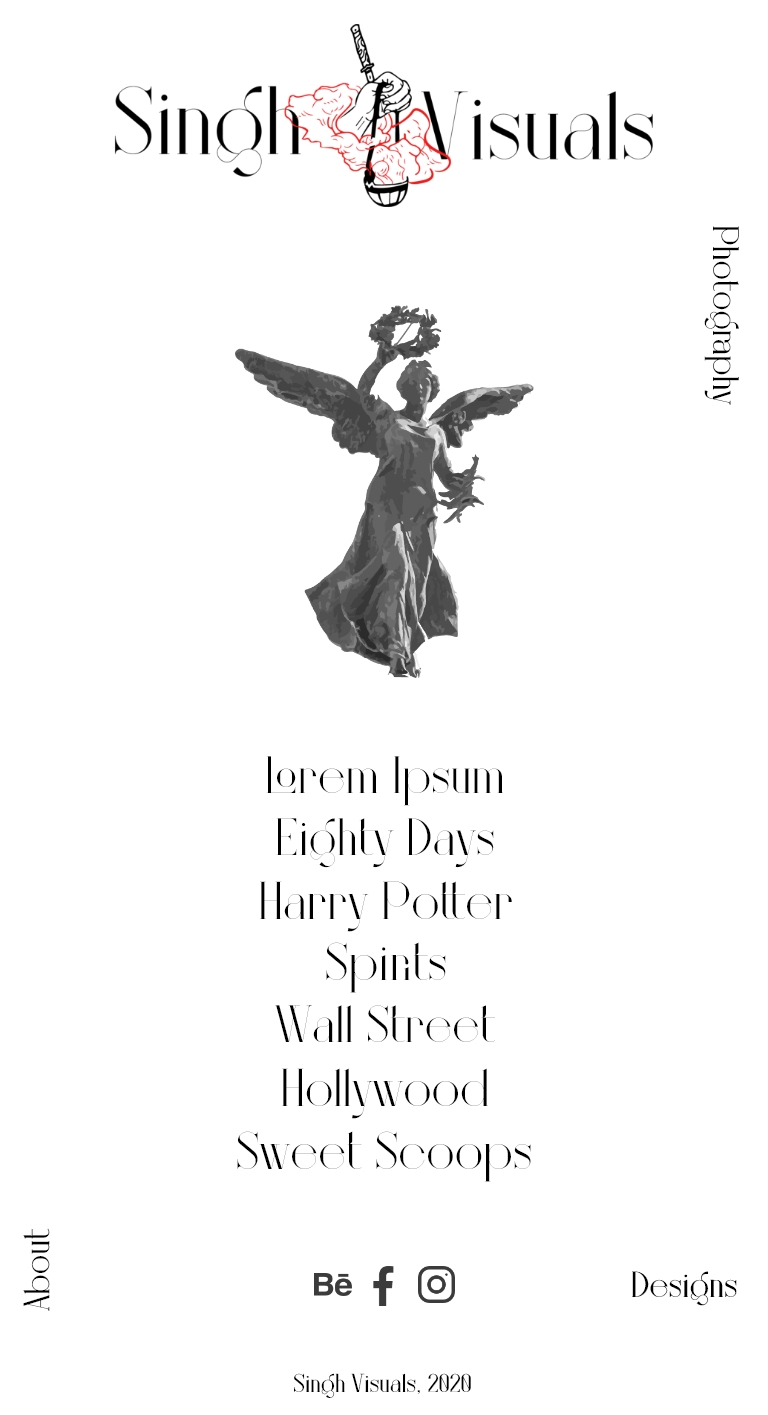 Singh Visuals
Photography
Lorem Ipsum
Eighty Days
Harry Potter
Spirits
Wall Street
Hollywood
Sweet Scoops
About
Bē
Designs
Singh Visuals, 2020